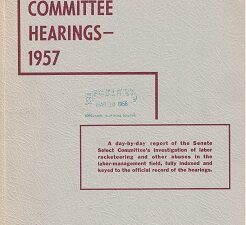 COMMITTEE
HEARINGS—
1957
A day-by-day report of the Senate
Select Committee's investigation of labor
racketeering and other abuses in the
labor-management field, fully indexed and
keyed to the official record of the hearings.